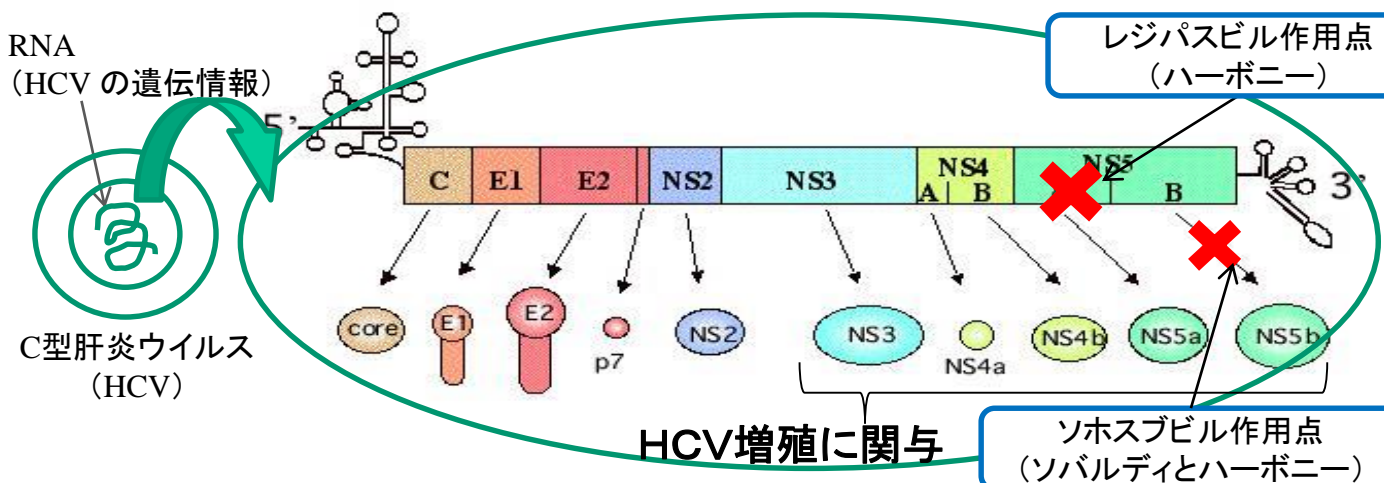 RNA
(HCV の遺伝情報)
レジパスビル作用点
(ハーボニー)
5’
C E1 E2 NS2 NS3 NS4 NS5
A B B
3’
core E1 E2 p7 NS2 NS3 NS4a NS4b NS5a NS5b
C型肝炎ウイルス
(HCV)
HCV増殖に関与
ソホスブビル作用点
(ソバルディとハーボニー)